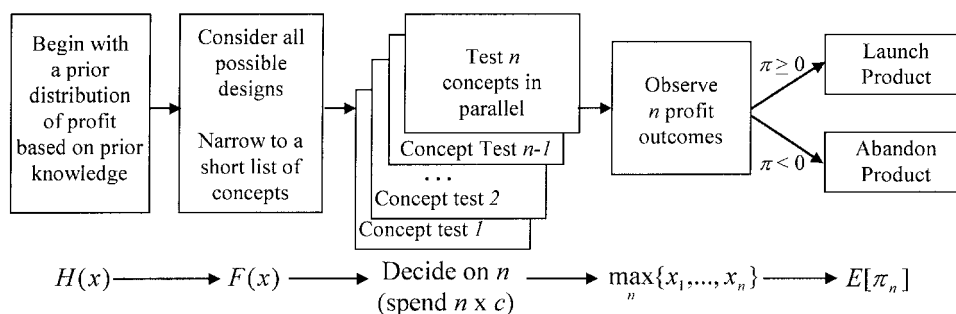 Begin with
a prior
distribution
of profit
based on prior
knowledge
Consider all
possible
designs
Narrow to a
short list of
concepts
Test n
concepts in
parallel
Concept Test n-1
...
Concept test 2
Concept test 1
Observe
n profit
outcomes
π ≥ 0
π < 0
Launch
Product
Abandon
Product
H(x)
F(x)
Decide on n
(spend n x c)
max{x₁,...,xₙ}
n
E[πₙ]